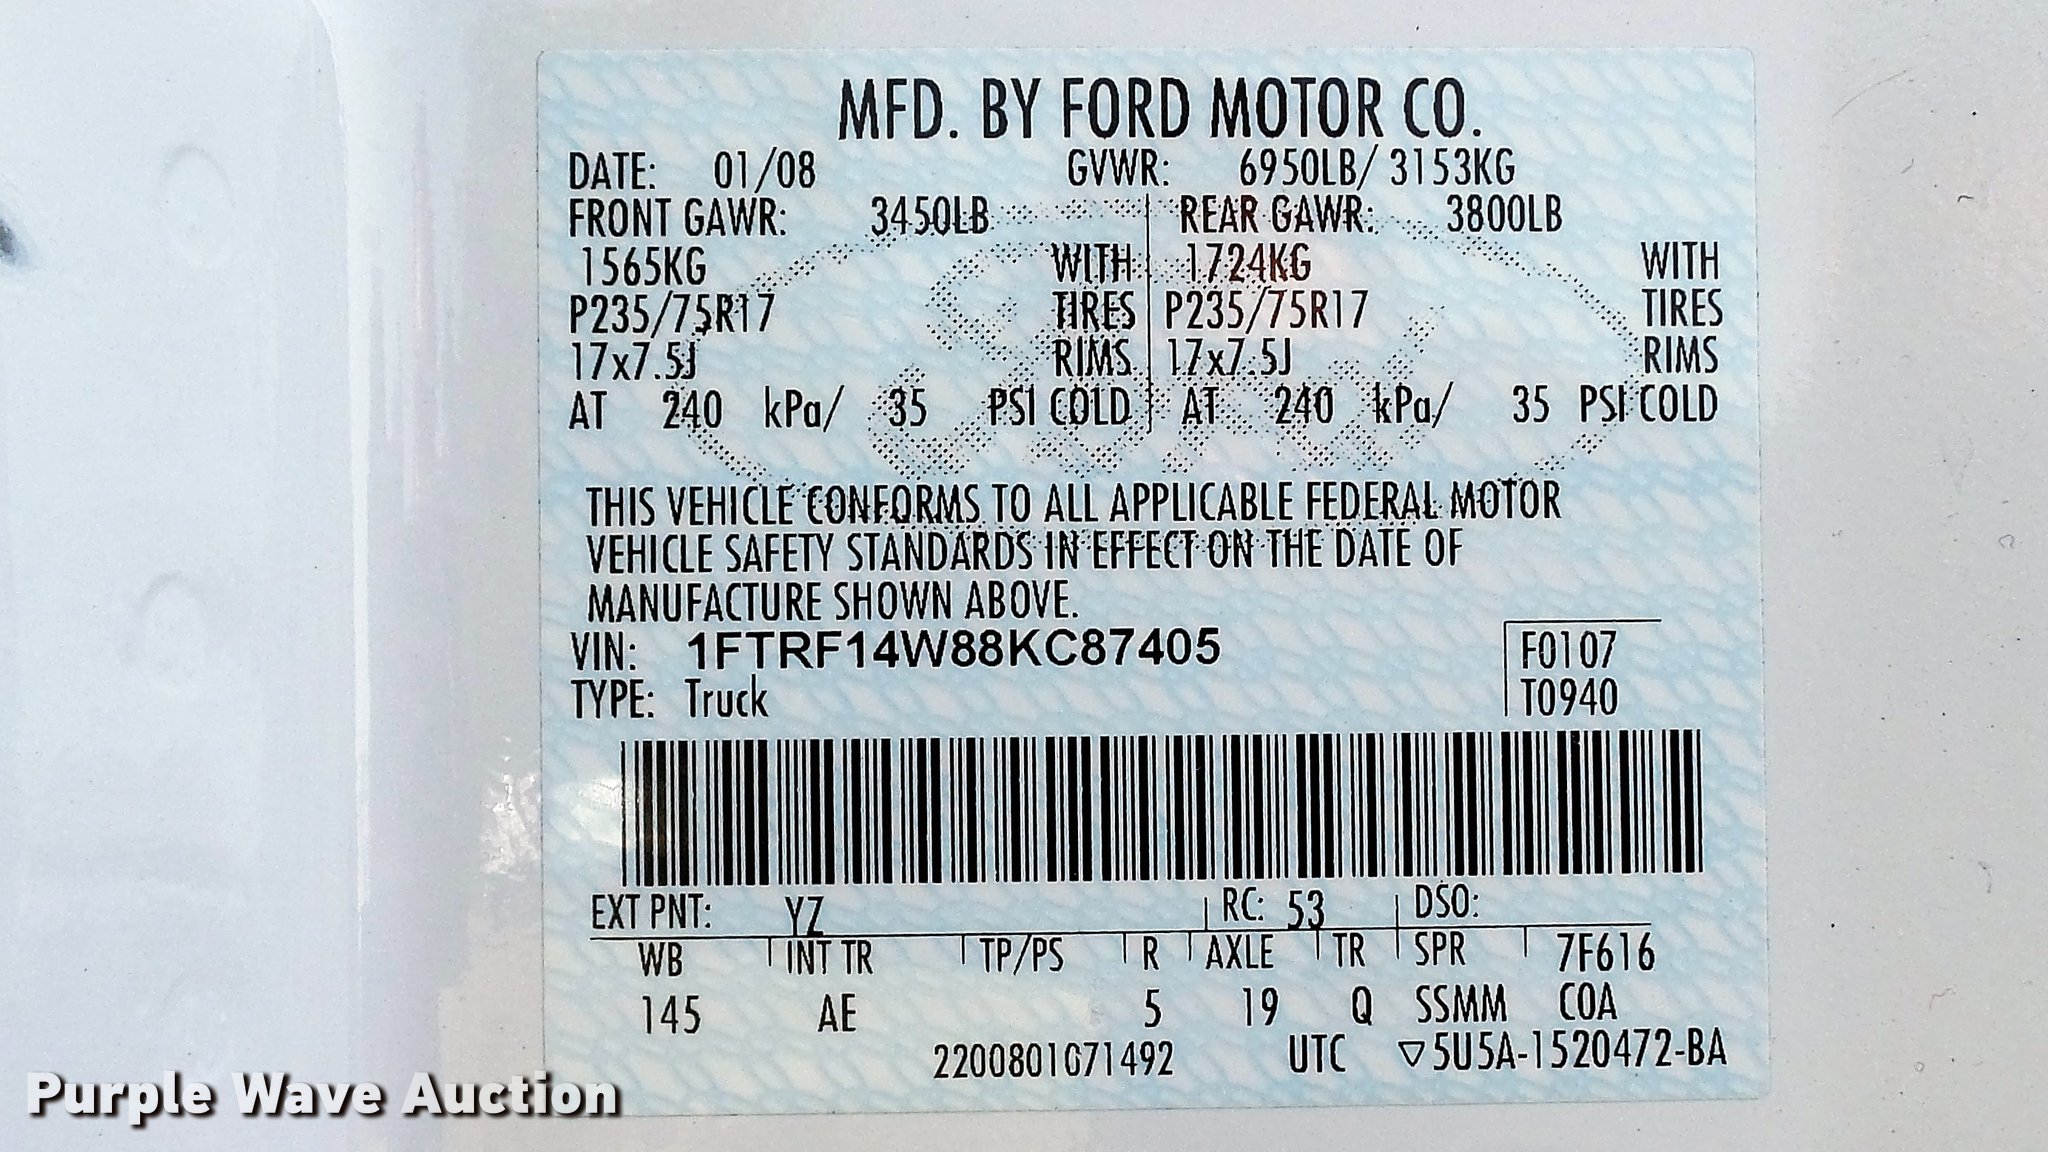 MFD. BY FORD MOTOR CO.
DATE: 01/08 GVWR: 6950LB/ 3153KG
FRONT GAWR: 3450LB REAR GAWR: 3800LB
1565KG WITH 1724KG WITH
P235/75R17 TIRES P235/75R17 TIRES
17x7.5J RIMS 17x7.5J RIMS
AT 240 kPa/ 35 PSI COLD AT 240 kPa/ 35 PSI COLD
THIS VEHICLE CONFORMS TO ALL APPLICABLE FEDERAL MOTOR
VEHICLE SAFETY STANDARDS IN EFFECT ON THE DATE OF
MANUFACTURE SHOWN ABOVE.
VIN: 1FTRF14W88KC87405 F0107
TYPE: Truck T0940
EXT PNT: YZ RC: 53 DSO:
WB INT TR TP/PS R AXLE TR SPR 7F616
145 AE 5 19 Q SSMM COA
2200801071492 UTC ▽5U5A-1520472-BA
Purple Wave Auction